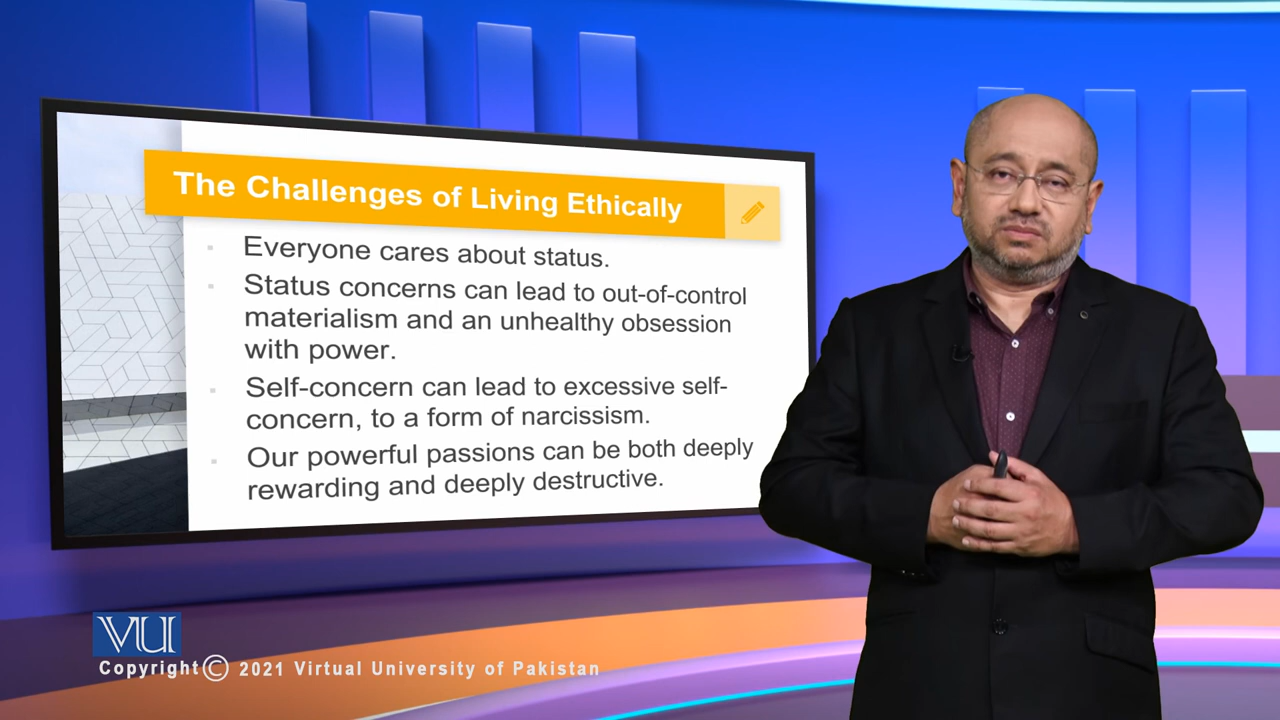 The Challenges of Living Ethically
Everyone cares about status.
Status concerns can lead to out-of-control
materialism and an unhealthy obsession
with power.
Self-concern can lead to excessive self-
concern, to a form of narcissism.
Our powerful passions can be both deeply
rewarding and deeply destructive.
VU
Copyright© 2021 Virtual University of Pakistan